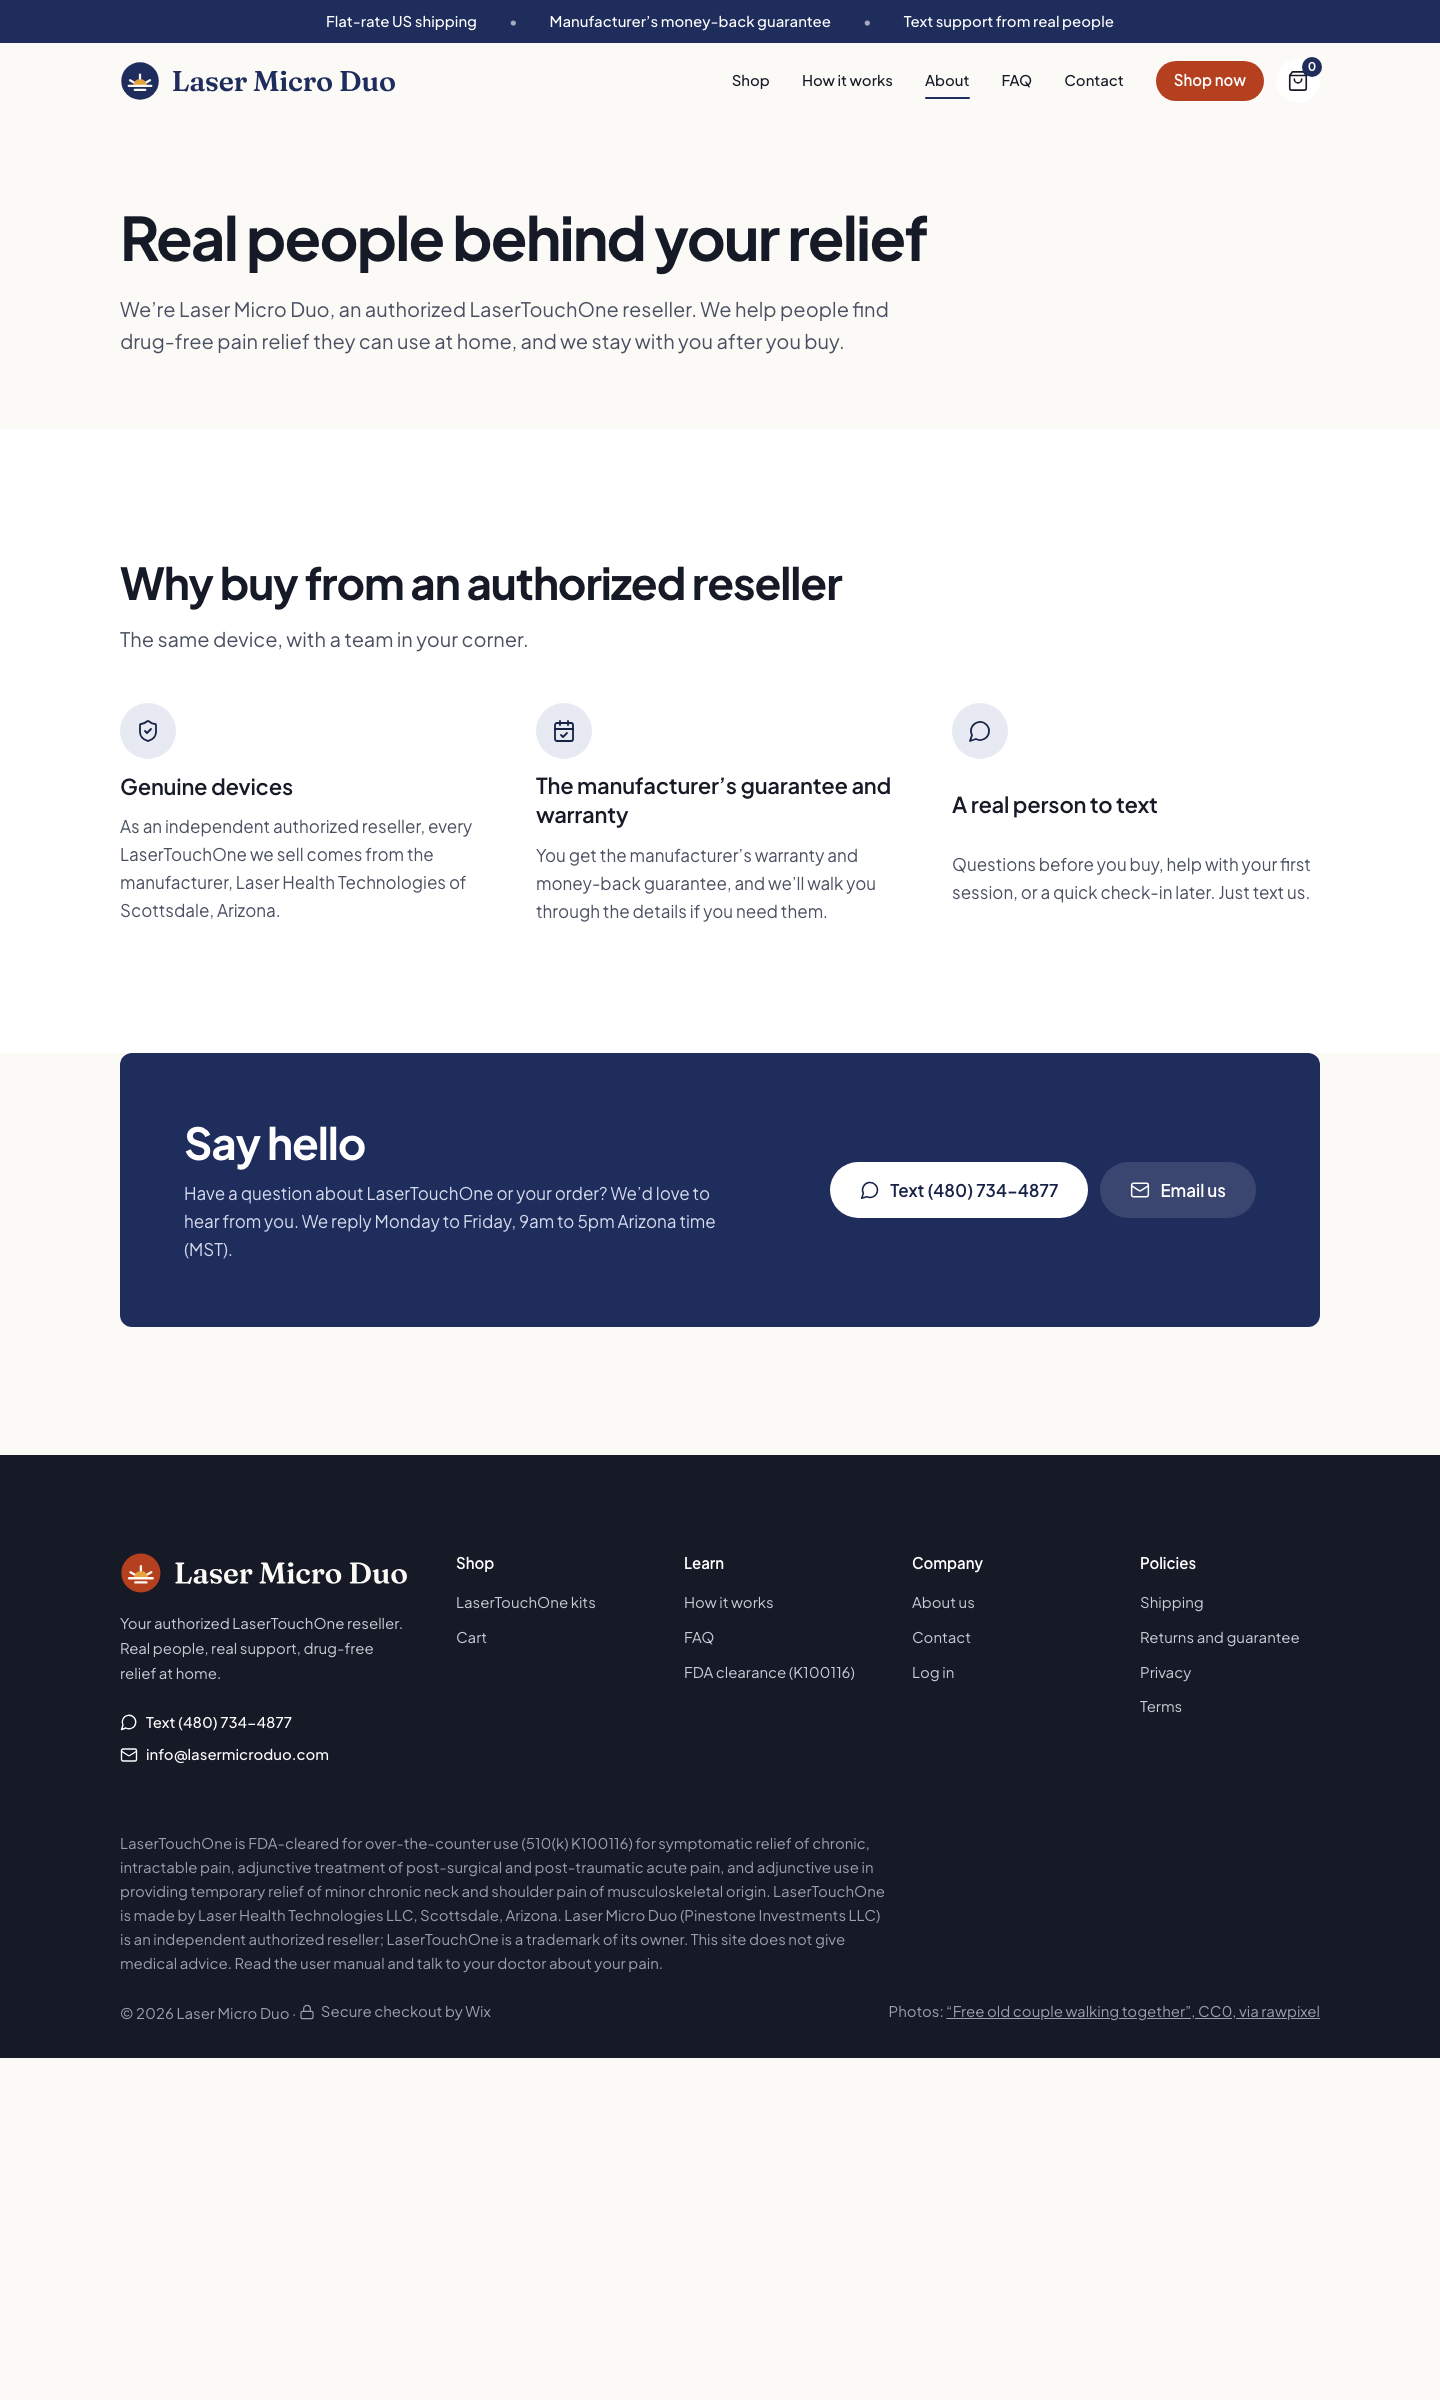 Flat-rate US shipping • Manufacturer’s money-back guarantee • Text support from real people
Laser Micro Duo
Shop How it works About FAQ Contact Shop now 0
Real people behind your relief
We’re Laser Micro Duo, an authorized LaserTouchOne reseller. We help people find
drug-free pain relief they can use at home, and we stay with you after you buy.
Why buy from an authorized reseller
The same device, with a team in your corner.
Genuine devices
As an independent authorized reseller, every
LaserTouchOne we sell comes from the
manufacturer, Laser Health Technologies of
Scottsdale, Arizona.
The manufacturer’s guarantee and
warranty
You get the manufacturer’s warranty and
money-back guarantee, and we’ll walk you
through the details if you need them.
A real person to text
Questions before you buy, help with your first
session, or a quick check-in later. Just text us.
Say hello
Have a question about LaserTouchOne or your order? We’d love to
hear from you. We reply Monday to Friday, 9am to 5pm Arizona time
(MST).
Text (480) 734-4877
Email us
Laser Micro Duo
Your authorized LaserTouchOne reseller.
Real people, real support, drug-free
relief at home.
Text (480) 734-4877
info@lasermicroduo.com
Shop
LaserTouchOne kits
Cart
Learn
How it works
FAQ
FDA clearance (K100116)
Company
About us
Contact
Log in
Policies
Shipping
Returns and guarantee
Privacy
Terms
LaserTouchOne is FDA-cleared for over-the-counter use (510(k) K100116) for symptomatic relief of chronic,
intractable pain, adjunctive treatment of post-surgical and post-traumatic acute pain, and adjunctive use in
providing temporary relief of minor chronic neck and shoulder pain of musculoskeletal origin. LaserTouchOne
is made by Laser Health Technologies LLC, Scottsdale, Arizona. Laser Micro Duo (Pinestone Investments LLC)
is an independent authorized reseller; LaserTouchOne is a trademark of its owner. This site does not give
medical advice. Read the user manual and talk to your doctor about your pain.
© 2026 Laser Micro Duo · Secure checkout by Wix
Photos: “Free old couple walking together”, CC0, via rawpixel